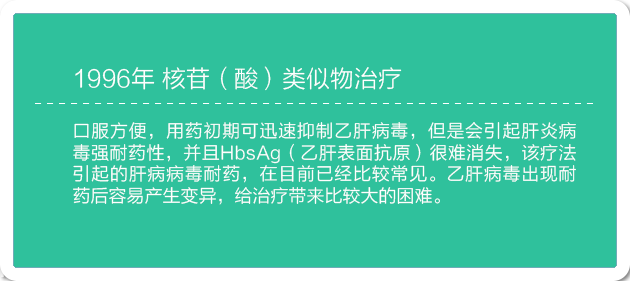 1996年 核苷（酸）类似物治疗
口服方便，用药初期可迅速抑制乙肝病毒，但是会引起肝炎病
毒强耐药性，并且HbsAg（乙肝表面抗原）很难消失，该疗法
引起的肝病病毒耐药，在目前已经比较常见。乙肝病毒出现耐
药后容易产生变异，给治疗带来比较大的困难。